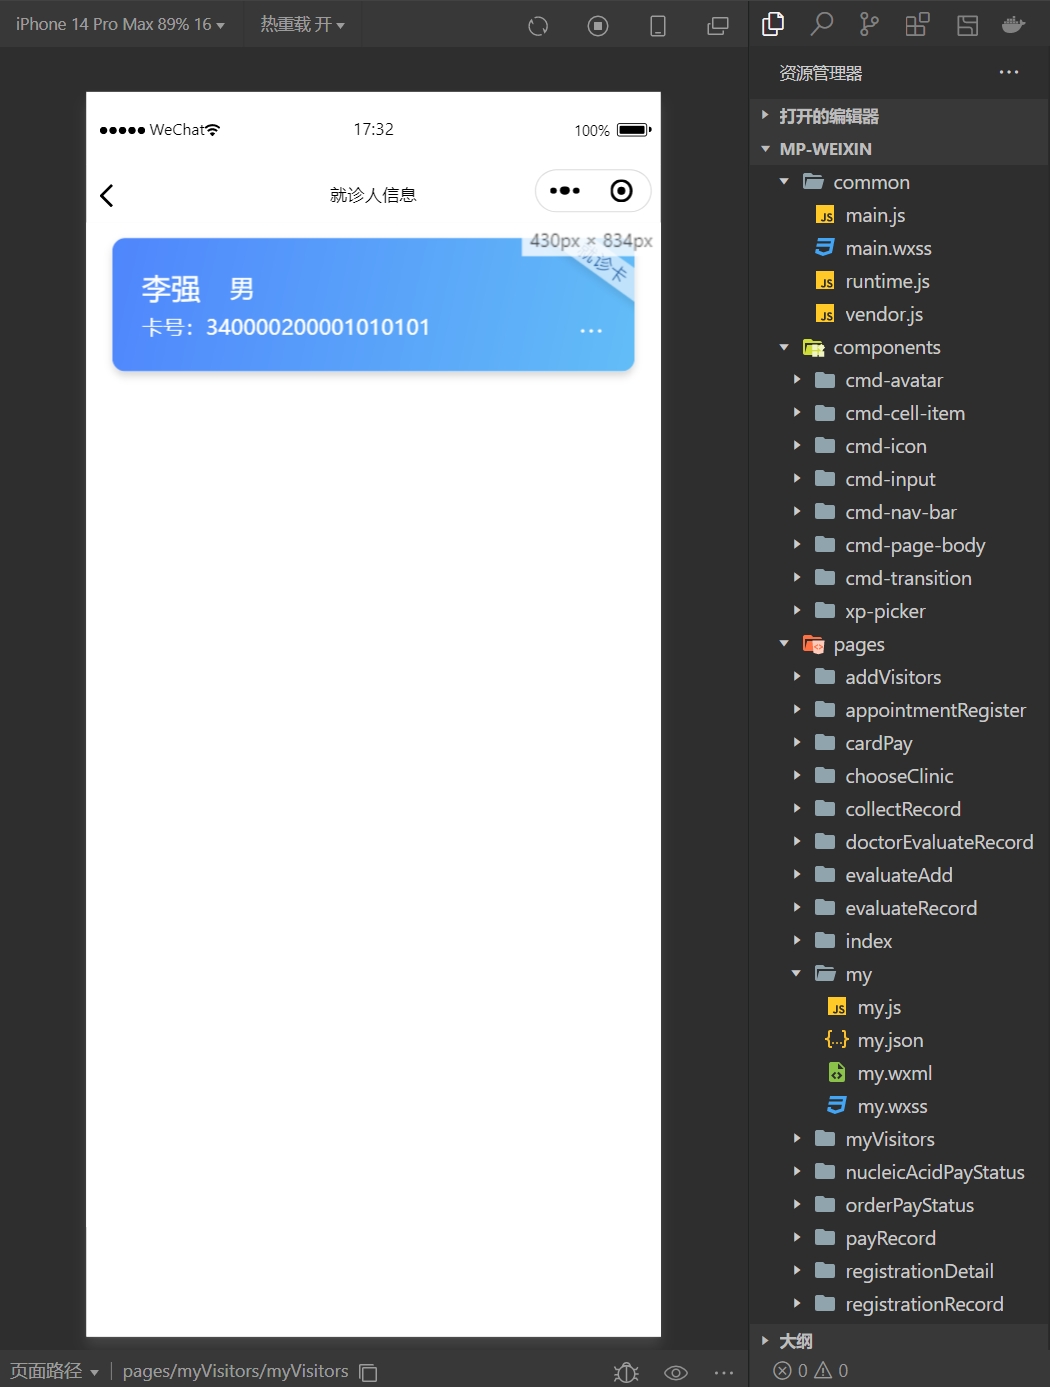 iPhone 14 Pro Max 89% 16
热重载 开
WeChat
17:32
100%
就诊人信息
430px × 834px
就诊卡
李强 男
卡号：340000200001010101
页面路径
pages/myVisitors/myVisitors
资源管理器
打开的编辑器
MP-WEIXIN
common
JS main.js
main.wxss
JS runtime.js
JS vendor.js
components
cmd-avatar
cmd-cell-item
cmd-icon
cmd-input
cmd-nav-bar
cmd-page-body
cmd-transition
xp-picker
pages
addVisitors
appointmentRegister
cardPay
chooseClinic
collectRecord
doctorEvaluateRecord
evaluateAdd
evaluateRecord
index
my
JS my.js
my.json
my.wxml
my.wxss
myVisitors
nucleicAcidPayStatus
orderPayStatus
payRecord
registrationDetail
registrationRecord
大纲
0 0